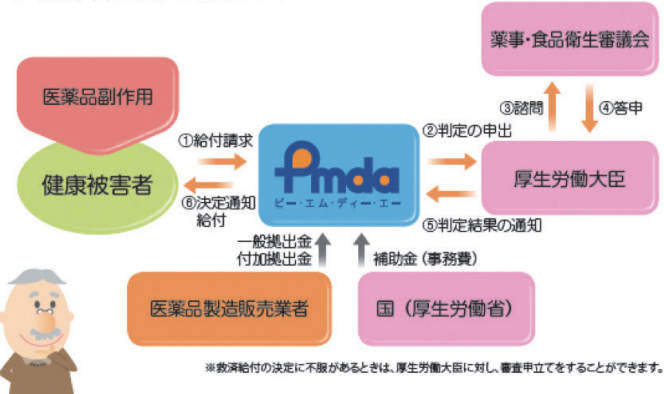 薬事・食品衛生審議会
医薬品副作用
③諮問
④答申
①給付請求
②判定の申出
健康被害者
pmda
ピー・エム・ディー・エー
厚生労働大臣
⑥決定通知
給付
⑤判定結果の通知
一般拠出金
付加拠出金
補助金（事務費）
医薬品製造販売業者
国（厚生労働省）
※救済給付の決定に不服があるときは、厚生労働大臣に対し、審査申立てをすることができます。